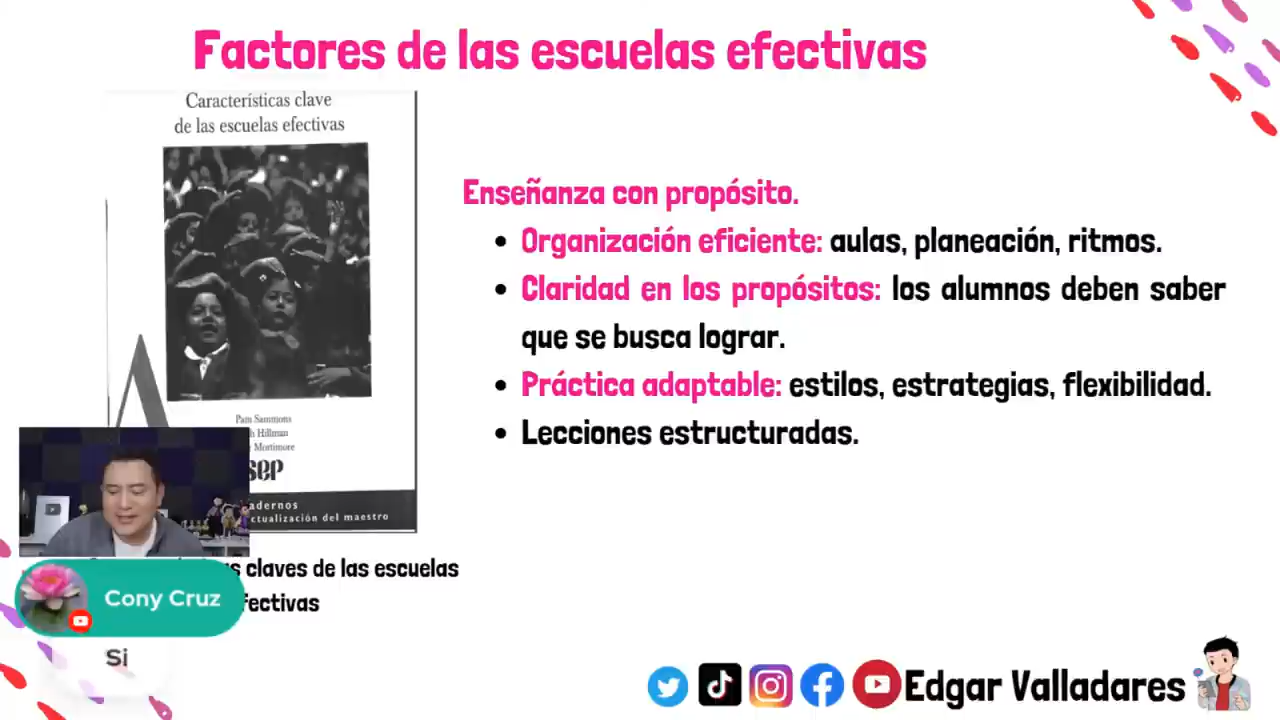 Factores de las escuelas efectivas
Características clave
de las escuelas efectivas
Enseñanza con propósito.
• Organización eficiente: aulas, planeación, ritmos.
• Claridad en los propósitos: los alumnos deben saber
que se busca lograr.
• Práctica adaptable: estilos, estrategias, flexibilidad.
• Lecciones estructuradas.
Pam Sammons
Hillman
Mortimore
SEP
actualización del maestro
claves de las escuelas
Cony Cruz
Si
Edgar Valladares